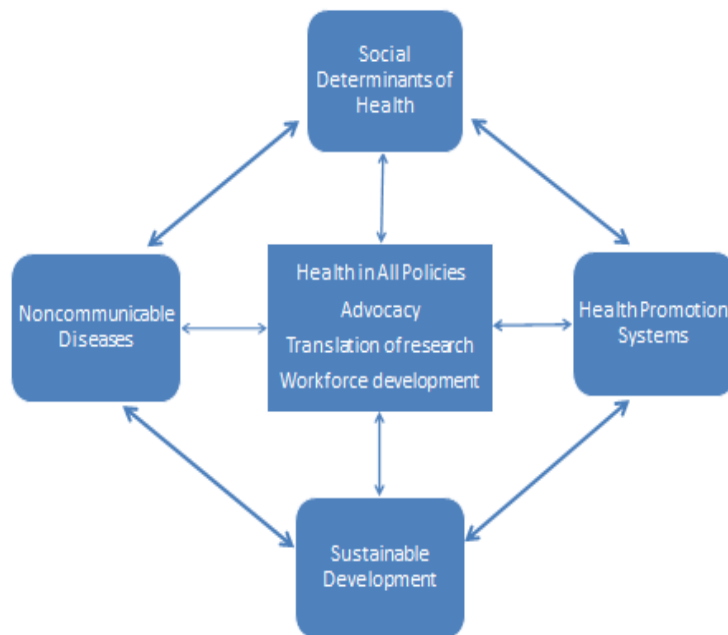 Social
Determinants of
Health
Noncommunicable
Diseases
Health in All Policies
Advocacy
Translation of research
Workforce development
Health Promotion
Systems
Sustainable
Development